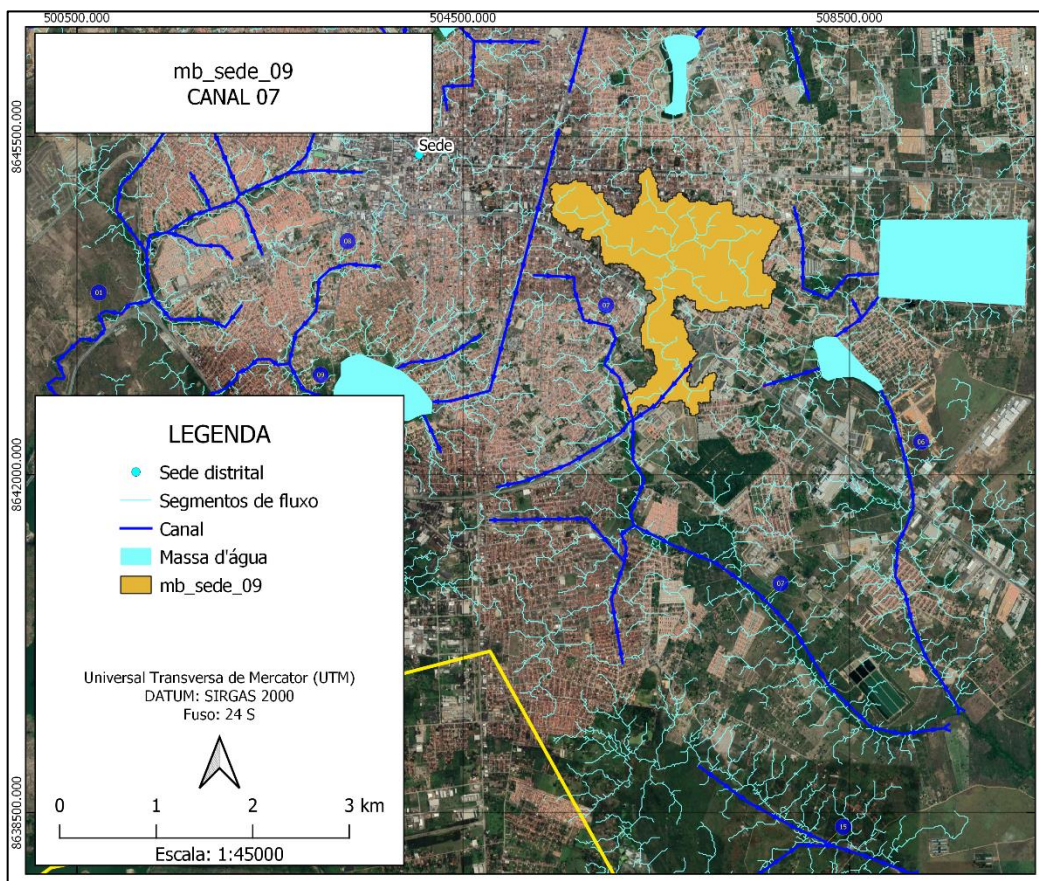 500500.000
504500.000
508500.000
mb_sede_09
CANAL 07
8645500.000
Sede
08
01
07
09
LEGENDA
Sede distrital
Segmentos de fluxo
Canal
Massa d'água
mb_sede_09
06
8642000.000
07
Universal Transversa de Mercator (UTM)
DATUM: SIRGAS 2000
Fuso: 24 S
0 1 2 3 km
8638500.000
15
Escala: 1:45000